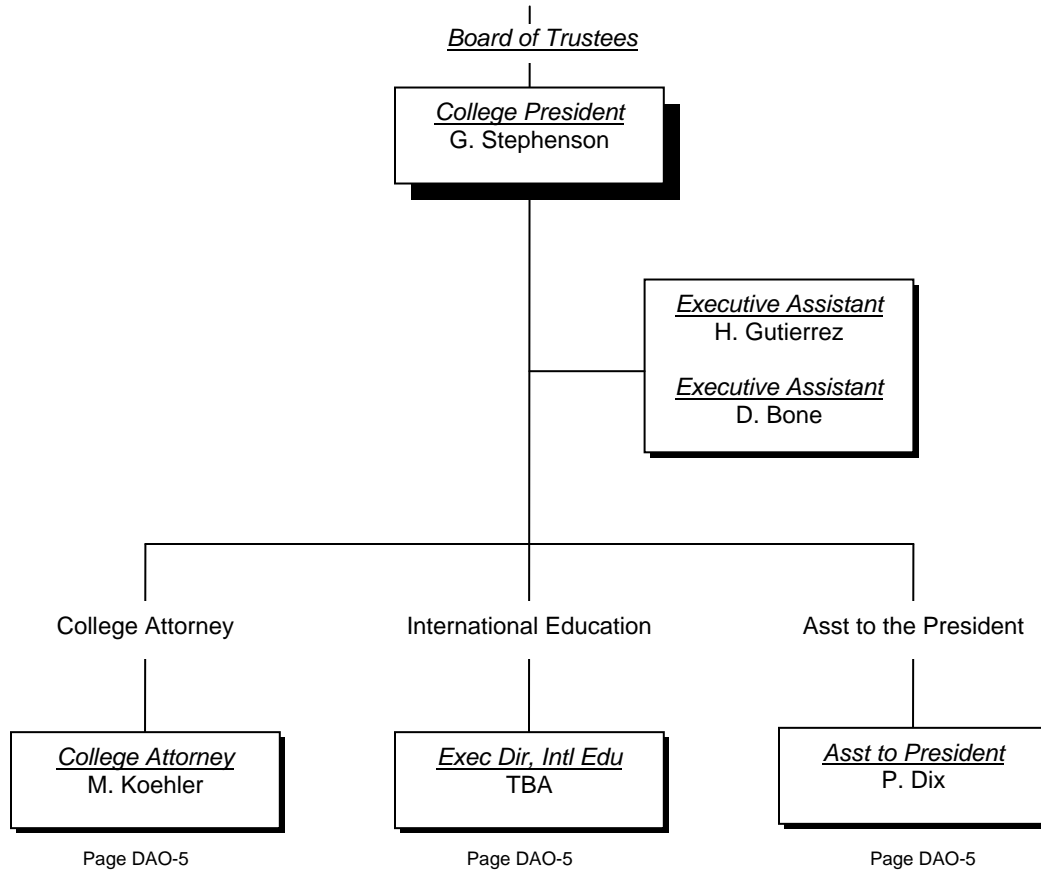 Board of Trustees
College President
G. Stephenson
Executive Assistant
H. Gutierrez
Executive Assistant
D. Bone
College Attorney
International Education
Asst to the President
College Attorney
M. Koehler
Exec Dir, Intl Edu
TBA
Asst to President
P. Dix
Page DAO-5
Page DAO-5
Page DAO-5